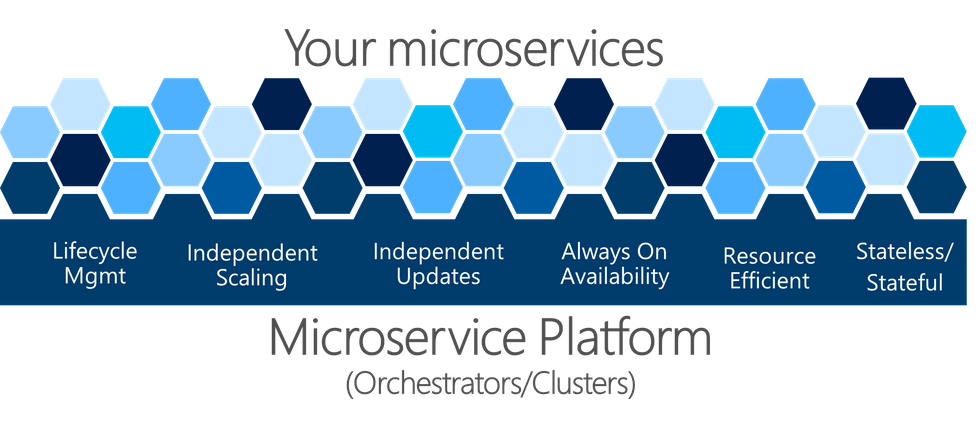 Your microservices
Lifecycle
Mgmt
Independent
Scaling
Independent
Updates
Always On
Availability
Resource
Efficient
Stateless/
Stateful
Microservice Platform
(Orchestrators/Clusters)